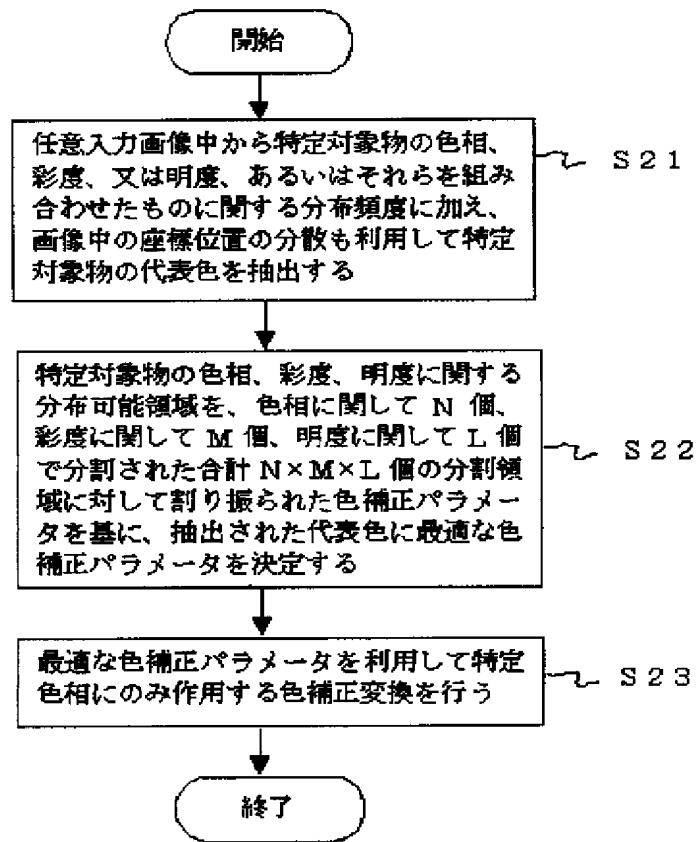 開始
任意入力画像中から特定対象物の色相、
彩度、又は明度、あるいはそれらを組み
合わせたものに関する分布頻度に加え、
画像中の座標位置の分散も利用して特定
対象物の代表色を抽出する
S21
特定対象物の色相、彩度、明度に関する
分布可能領域を、色相に関して N 個、
彩度に関して M 個、明度に関して L 個
で分割された合計 N×M×L 個の分割領
域に対して割り振られた色補正パラメー
タを基に、抽出された代表色に最適な色
補正パラメータを決定する
S22
最適な色補正パラメータを利用して特定
色相にのみ作用する色補正変換を行う
S23
終了